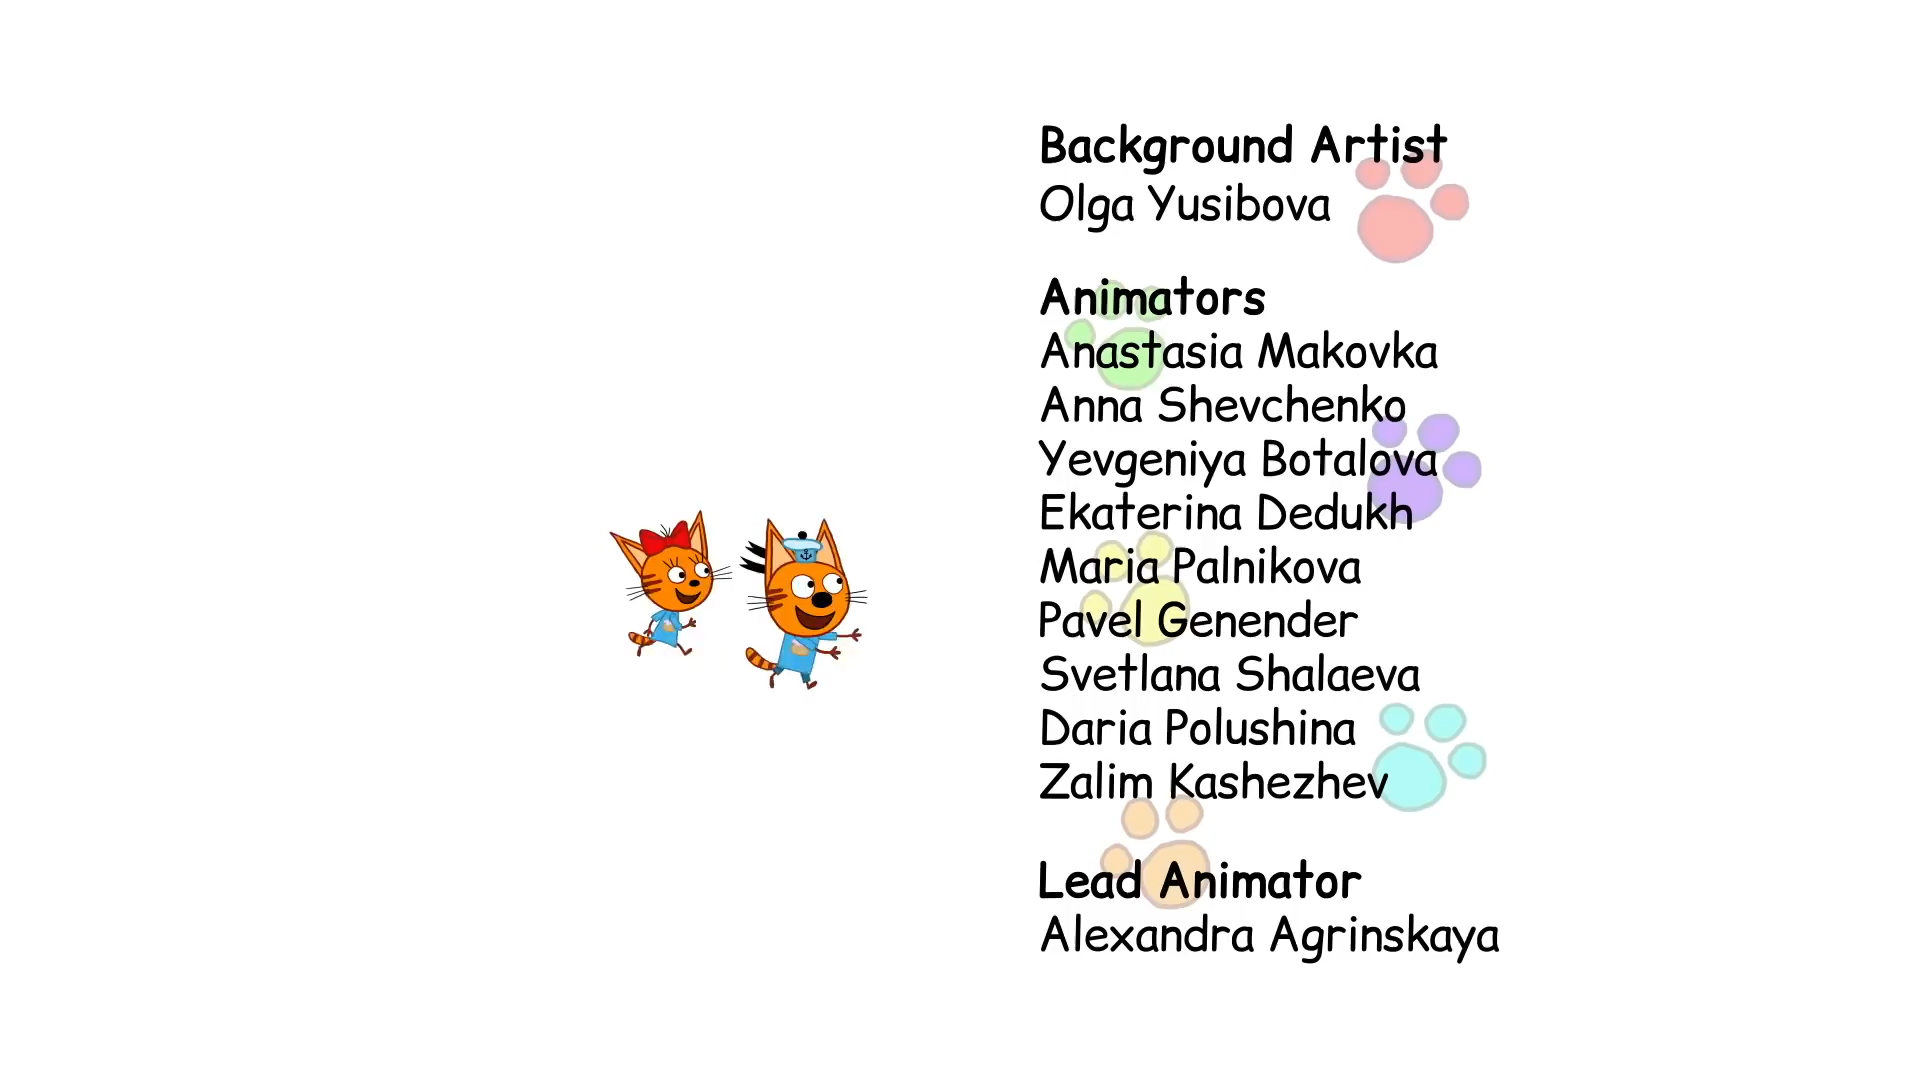 Background Artist
Olga Yusibova
Animators
Anastasia Makovka
Anna Shevchenko
Yevgeniya Botalova
Ekaterina Dedukh
Maria Palnikova
Pavel Genender
Svetlana Shalaeva
Daria Polushina
Zalim Kashezhev
Lead Animator
Alexandra Agrinskaya